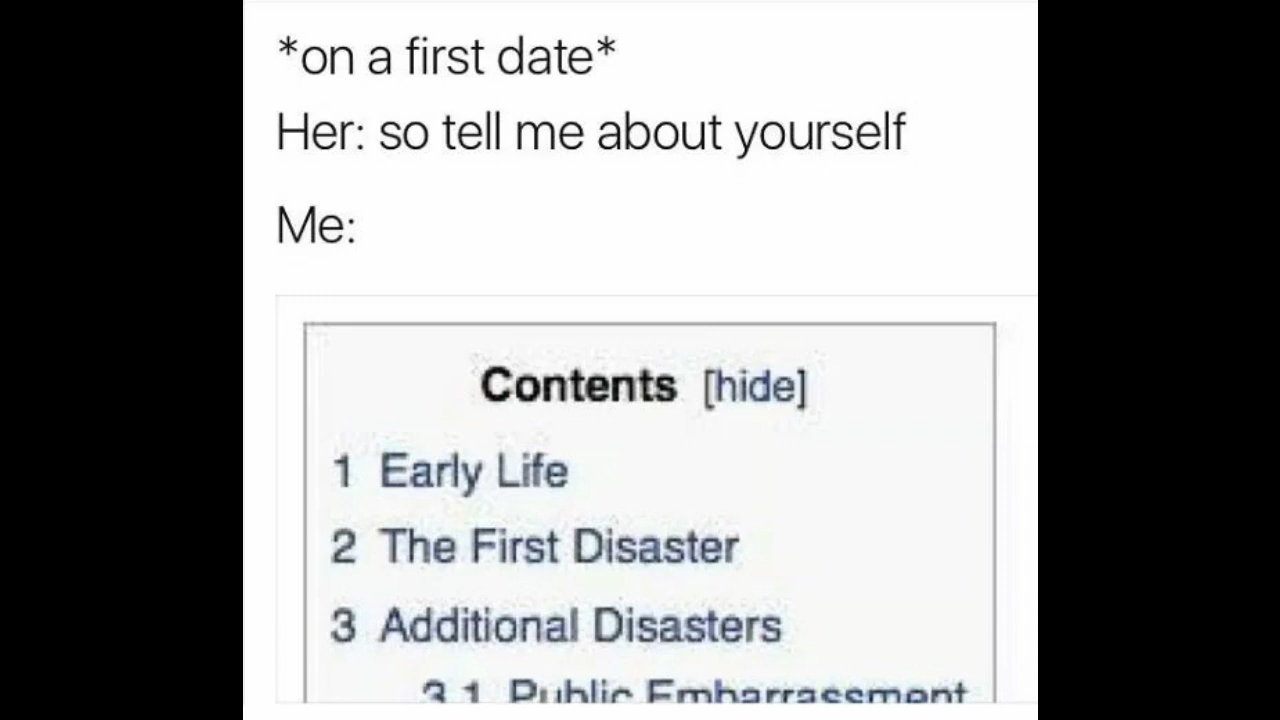 *on a first date*
Her: so tell me about yourself
Me:
Contents [hide]
1 Early Life
2 The First Disaster
3 Additional Disasters
3.1 Public Embarrassment